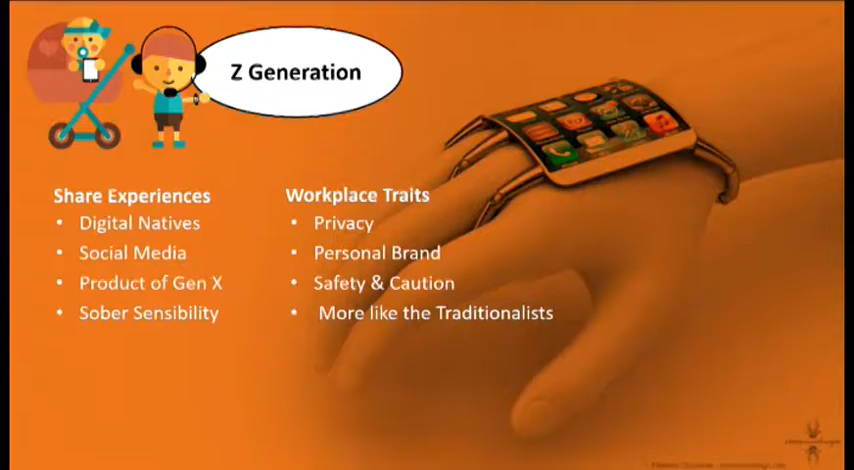 Z Generation
Share Experiences
• Digital Natives
• Social Media
• Product of Gen X
• Sober Sensibility
Workplace Traits
• Privacy
• Personal Brand
• Safety & Caution
• More like the Traditionalists